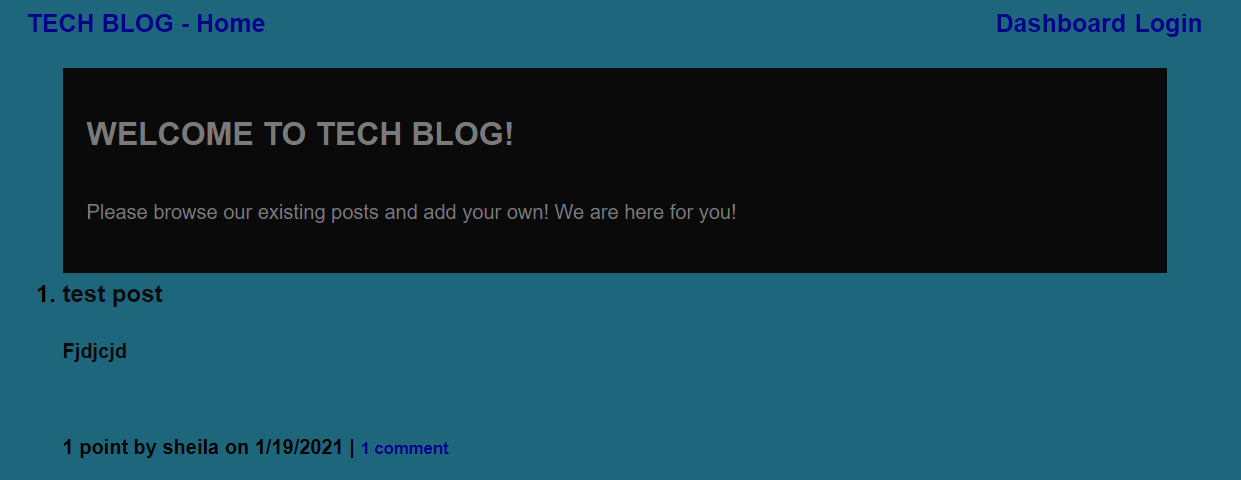 TECH BLOG - Home Dashboard Login
WELCOME TO TECH BLOG!
Please browse our existing posts and add your own! We are here for you!
1. test post
Fjdjcjd
1 point by sheila on 1/19/2021 | 1 comment